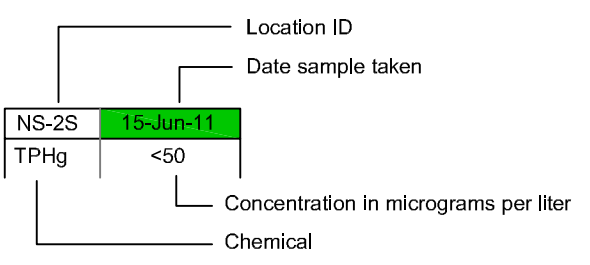 Location ID
Date sample taken
NS-2S 15-Jun-11
TPHg <50
Concentration in micrograms per liter
Chemical